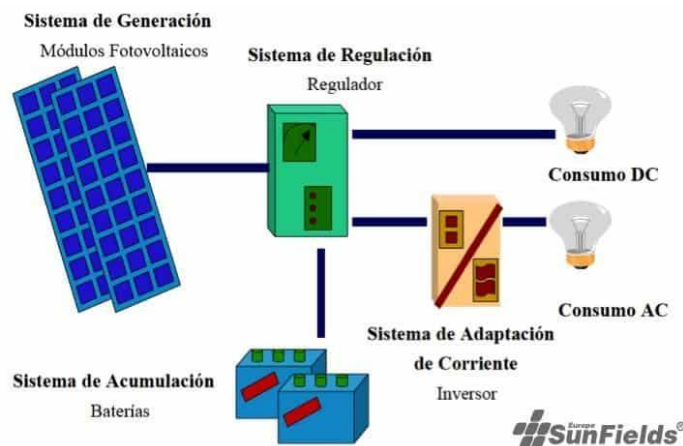 Sistema de Generación
Módulos Fotovoltaicos
Sistema de Regulación
Regulador
Consumo DC
Consumo AC
Sistema de Adaptación
de Corriente
Inversor
Sistema de Acumulación
Baterías
Europe
SunFields®